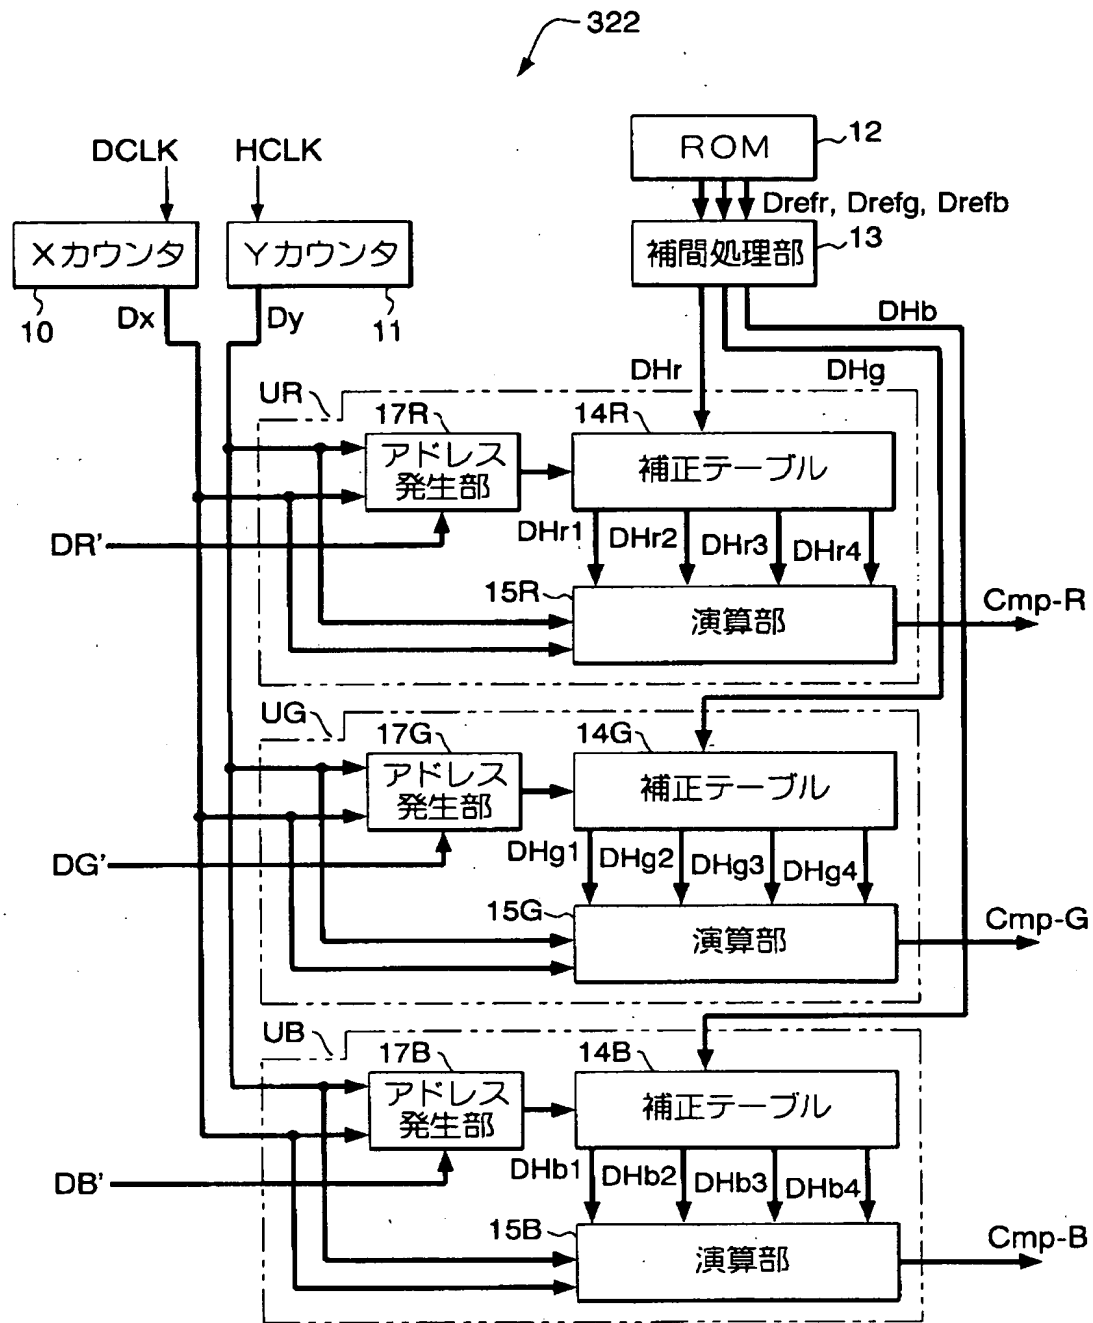 322
DCLK HCLK
ROM 12
Drefr, Drefg, Drefb
Xカウンタ Yカウンタ 補間処理部 13
10 Dx Dy 11
DHb
DHr DHg
UR
17R 14R
アドレス
発生部
補正テーブル
DR'
DHr1 DHr2 DHr3 DHr4
15R
演算部
Cmp-R
UG
17G 14G
アドレス
発生部
補正テーブル
DG'
DHg1 DHg2 DHg3 DHg4
15G
演算部
Cmp-G
UB
17B 14B
アドレス
発生部
補正テーブル
DB'
DHb1 DHb2 DHb3 DHb4
15B
演算部
Cmp-B